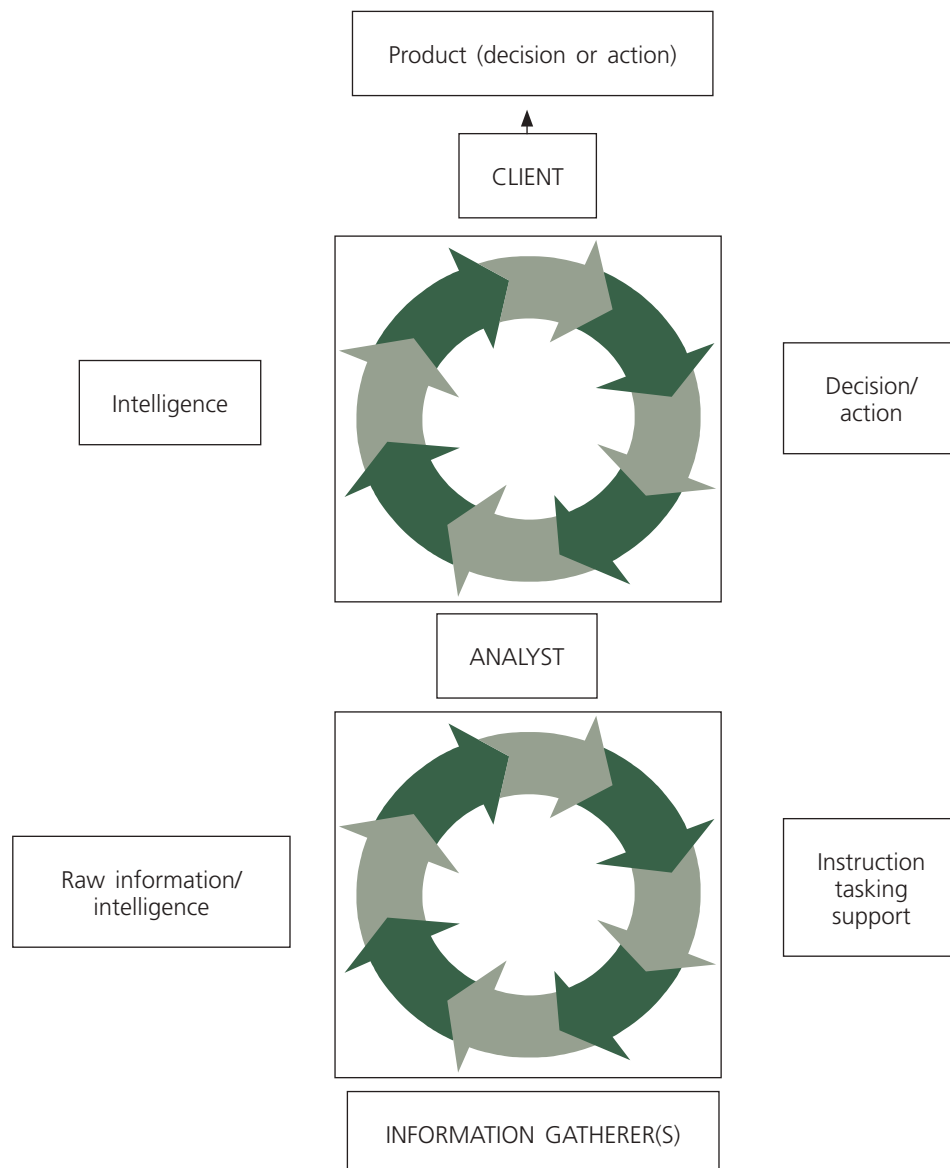 Product (decision or action)
CLIENT
Intelligence
Decision/
action
ANALYST
Raw information/
intelligence
Instruction
tasking
support
INFORMATION GATHERER(S)